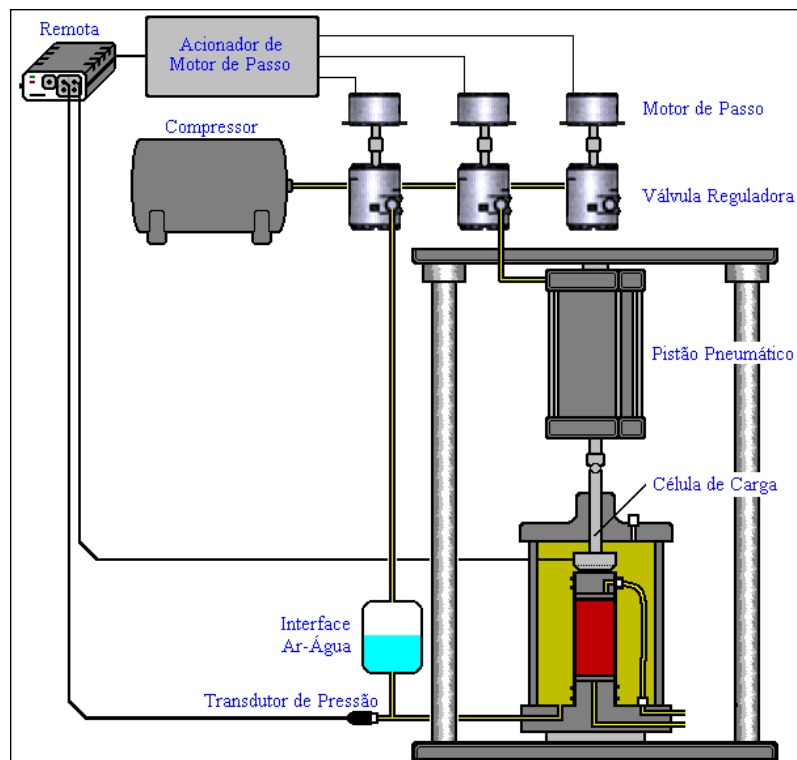 Remota
Acionador de
Motor de Passo
Compressor
Motor de Passo
Válvula Reguladora
Pistão Pneumático
Célula de Carga
Interface
Ar-Água
Transdutor de Pressão